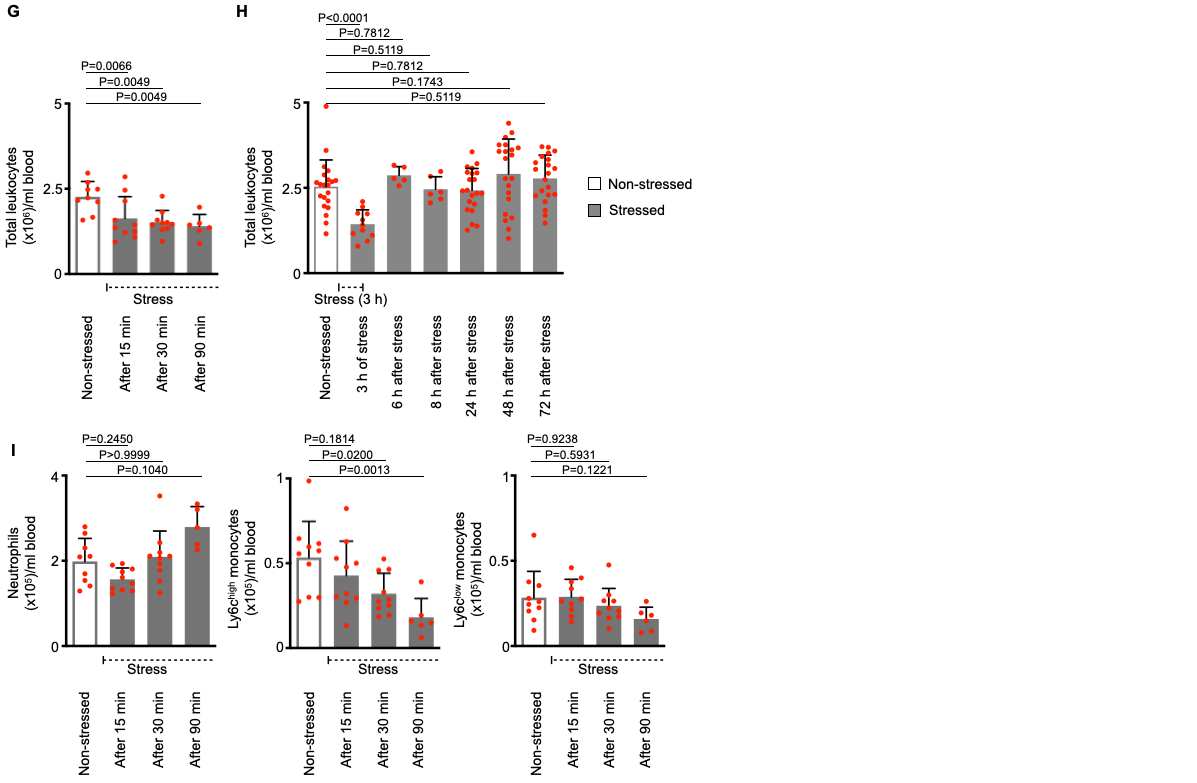 G
P=0.0066
P=0.0049
P=0.0049
Total leukocytes
(x10⁶)/ml blood
5
2.5
0
Stress
Non-stressed
After 15 min
After 30 min
After 90 min
H
P<0.0001
P=0.7812
P=0.5119
P=0.7812
P=0.1743
P=0.5119
Total leukocytes
(x10⁶)/ml blood
5
2.5
0
Stress (3 h)
Non-stressed
3 h of stress
6 h after stress
8 h after stress
24 h after stress
48 h after stress
72 h after stress
Non-stressed
Stressed
I
P=0.2450
P>0.9999
P=0.1040
Neutrophils
(x10⁵)/ml blood
4
2
0
Stress
Non-stressed
After 15 min
After 30 min
After 90 min
P=0.1814
P=0.0200
P=0.0013
Ly6cʰⁱᵍʰ monocytes
(x10⁵)/ml blood
1
0.5
0
Stress
Non-stressed
After 15 min
After 30 min
After 90 min
P=0.9238
P=0.5931
P=0.1221
Ly6cˡᵒʷ monocytes
(x10⁵)/ml blood
1
0.5
0
Stress
Non-stressed
After 15 min
After 30 min
After 90 min